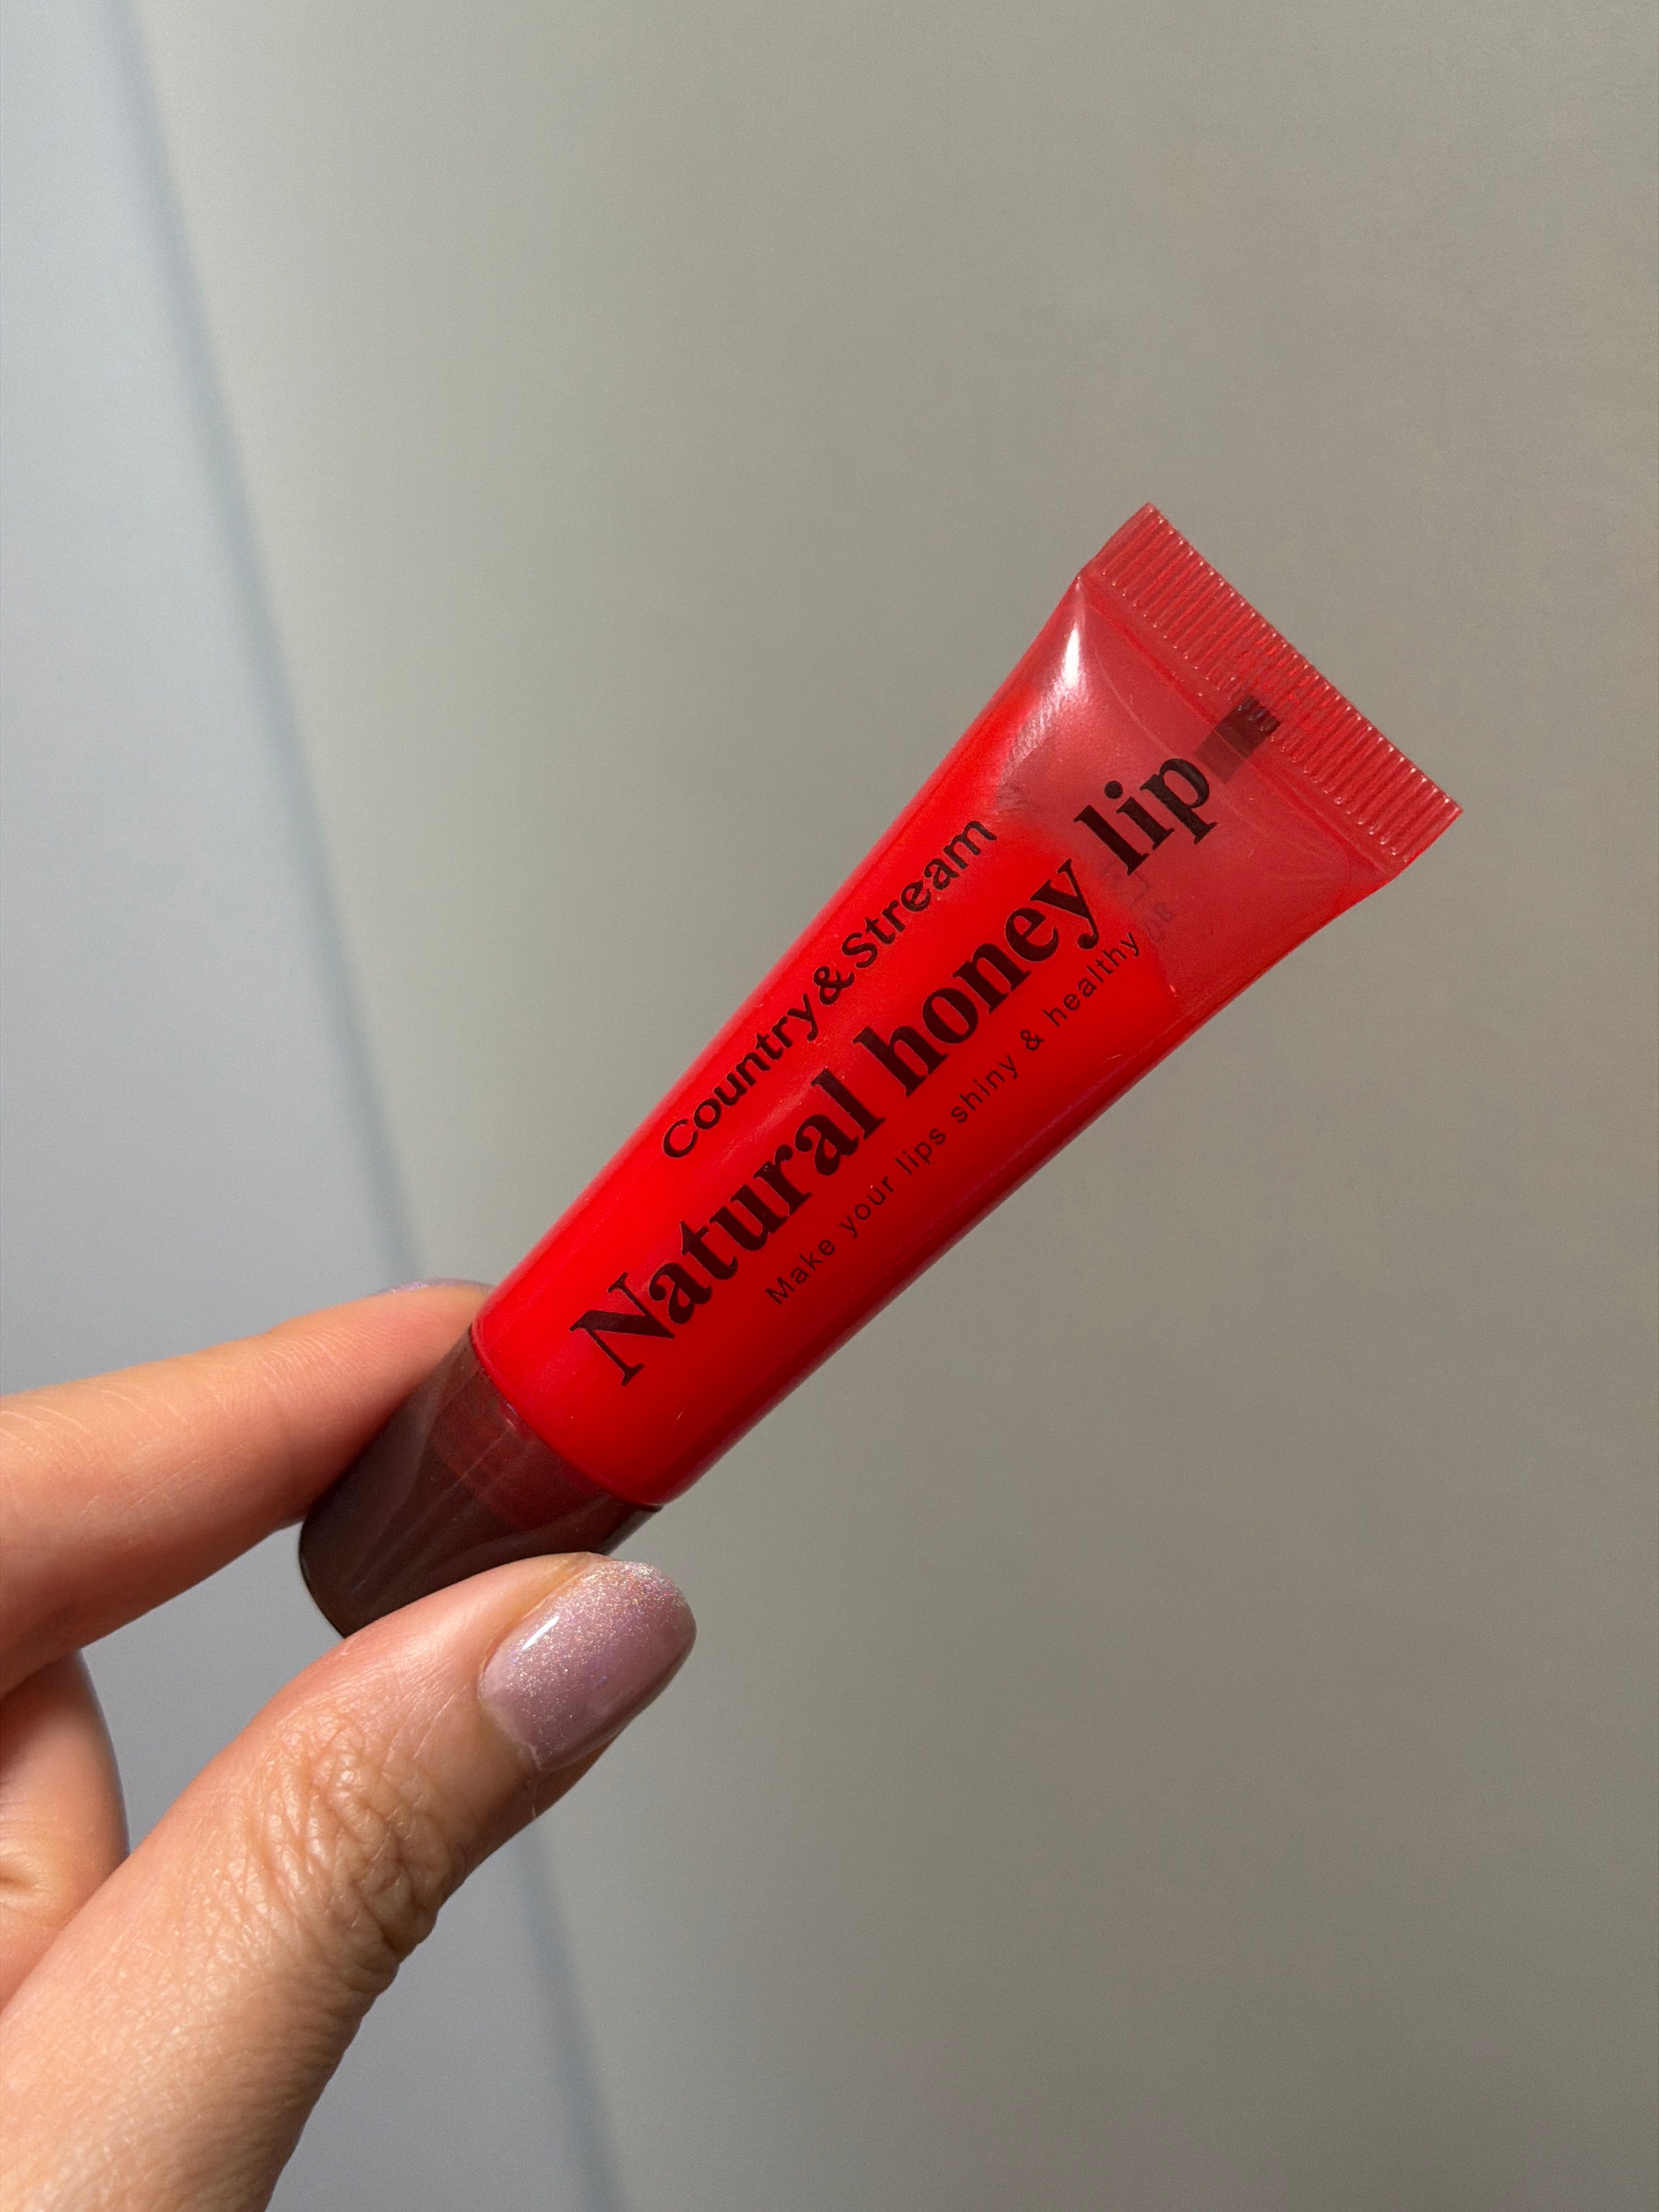 Country & Stream
Natural honey lip
Make your lips shiny & healthy